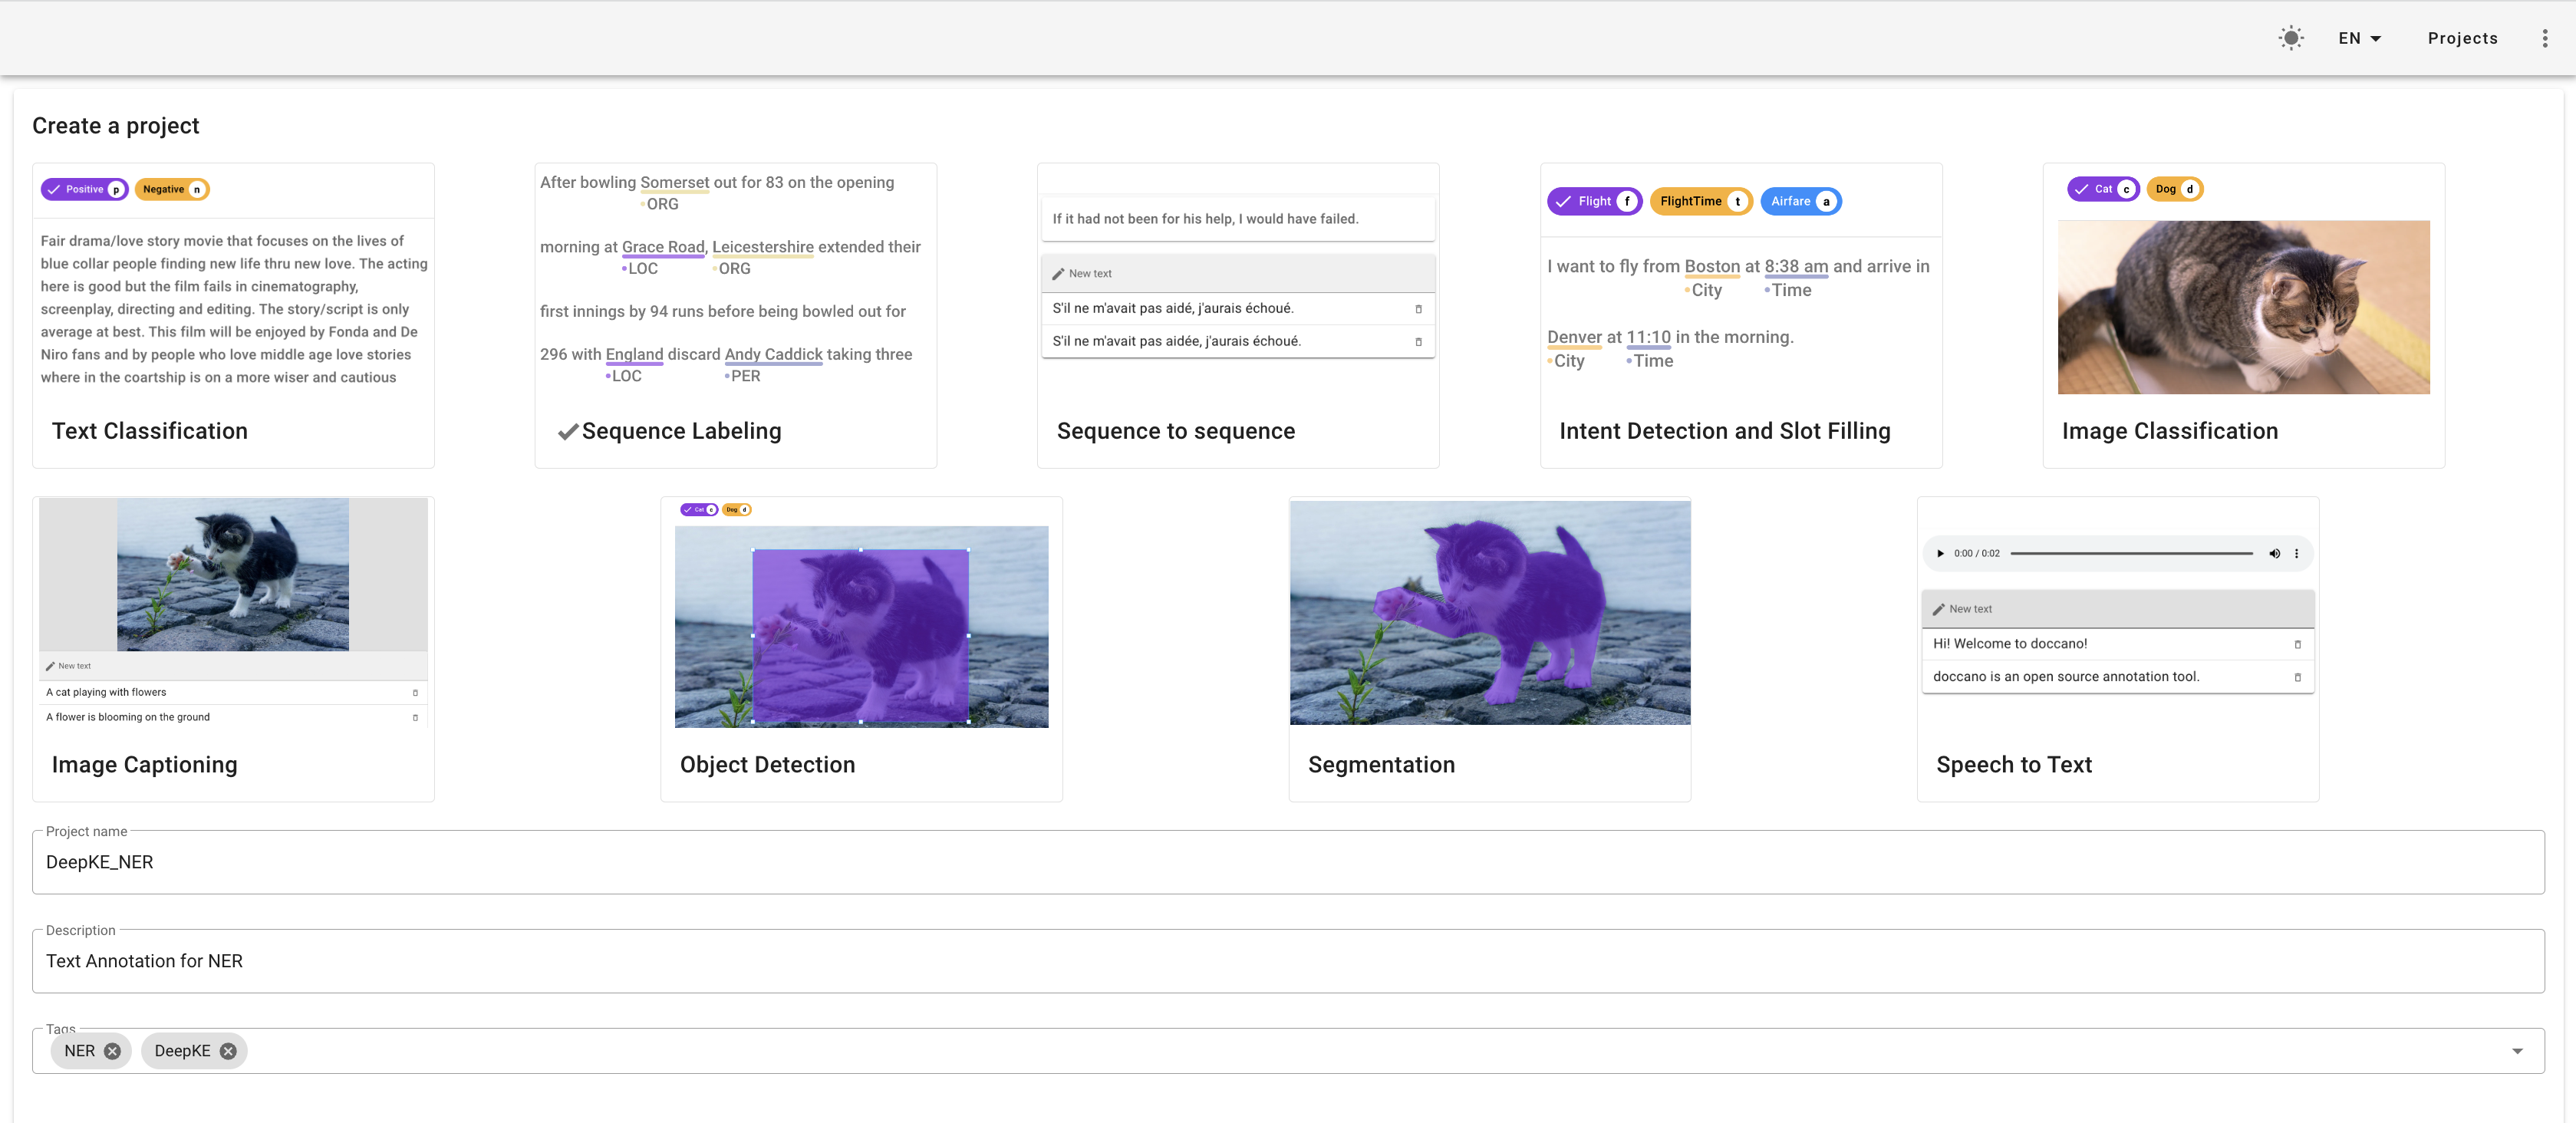 EN
Projects
Create a project
Positive p Negative n
Fair drama/love story movie that focuses on the lives of
blue collar people finding new life thru new love. The acting
here is good but the film fails in cinematography,
screenplay, directing and editing. The story/script is only
average at best. This film will be enjoyed by Fonda and De
Niro fans and by people who love middle age love stories
where in the coartship is on a more wiser and cautious
Text Classification
After bowling Somerset out for 83 on the opening
•ORG
morning at Grace Road, Leicestershire extended their
•LOC •ORG
first innings by 94 runs before being bowled out for
296 with England discard Andy Caddick taking three
•LOC •PER
Sequence Labeling
If it had not been for his help, I would have failed.
New text
S'il ne m'avait pas aidé, j'aurais échoué.
S'il ne m'avait pas aidée, j'aurais échoué.
Sequence to sequence
Flight f FlightTime t Airfare a
I want to fly from Boston at 8:38 am and arrive in
•City •Time
Denver at 11:10 in the morning.
•City •Time
Intent Detection and Slot Filling
Cat c Dog d
Image Classification
New text
A cat playing with flowers
A flower is blooming on the ground
Image Captioning
Cat c Dog d
Object Detection
Segmentation
0:00 / 0:02
New text
Hi! Welcome to doccano!
doccano is an open source annotation tool.
Speech to Text
Project name
DeepKE_NER
Description
Text Annotation for NER
Tags
NER DeepKE